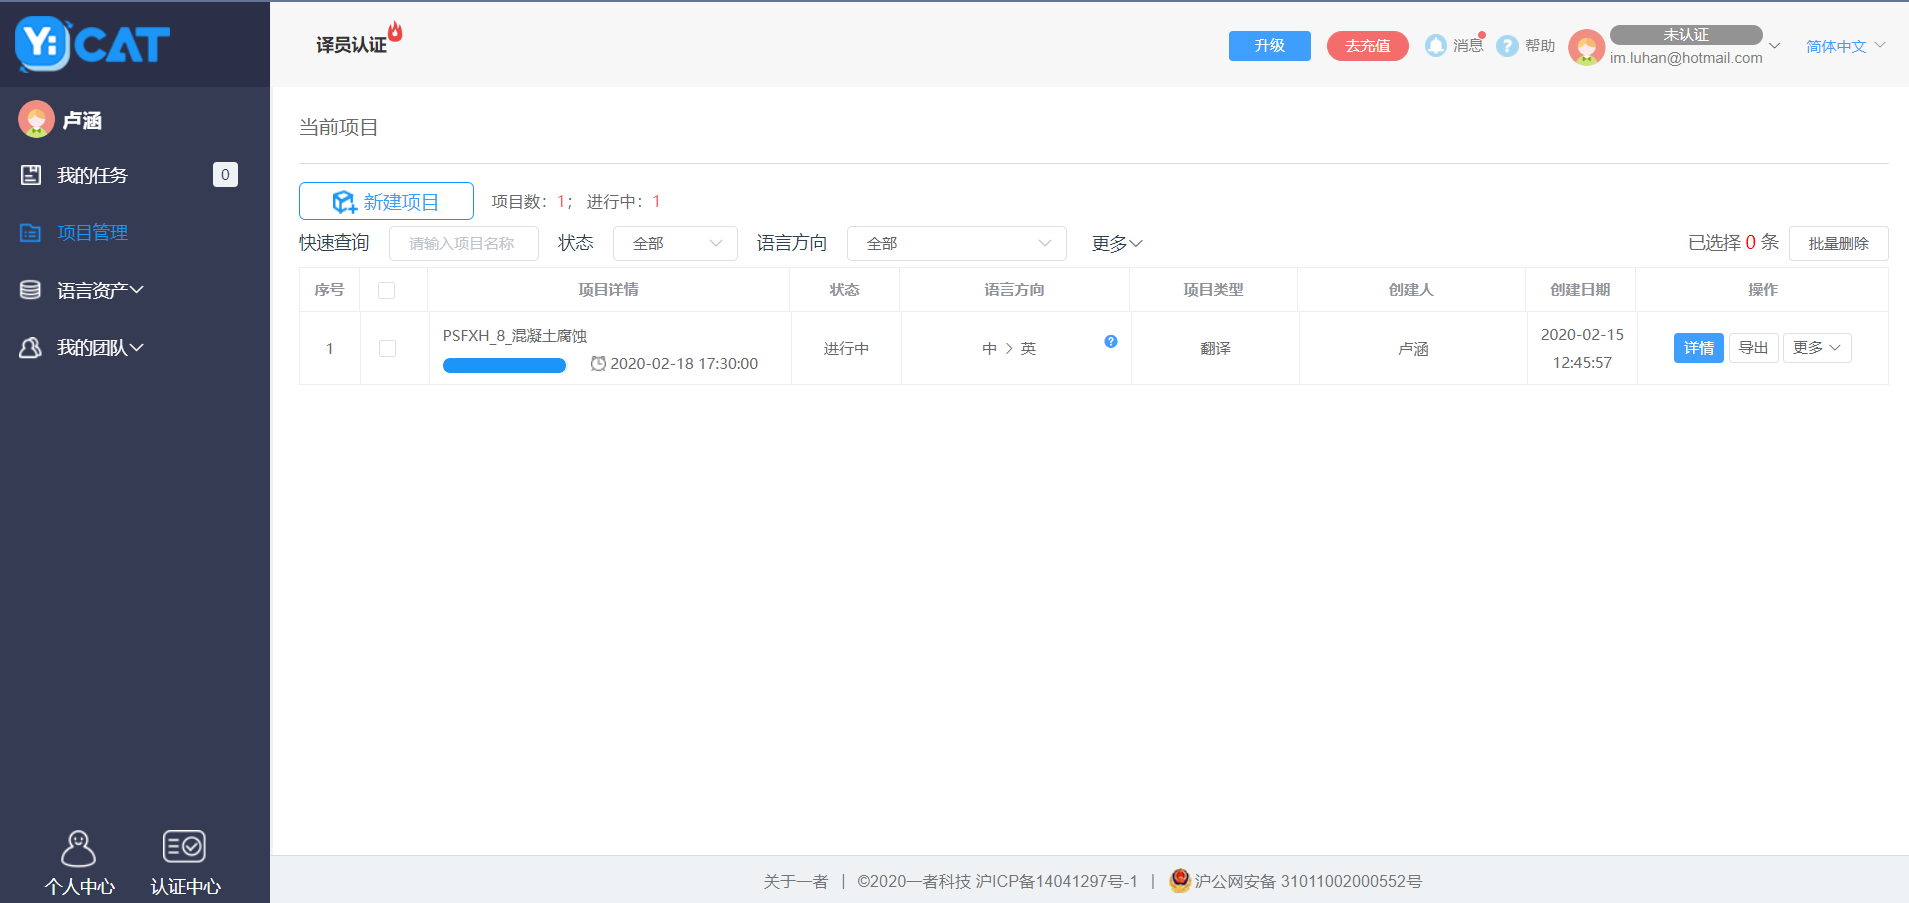 Yi CAT
译员认证
升级
去充值
消息
帮助
未认证
im.luhan@hotmail.com
简体中文
卢涵
我的任务
0
项目管理
语言资产
我的团队
个人中心
认证中心
当前项目
新建项目
项目数：1； 进行中：1
快速查询
请输入项目名称
状态
全部
语言方向
全部
更多
已选择 0 条
批量删除
序号
项目详情
状态
语言方向
项目类型
创建人
创建日期
操作
1
PSFXH_8_混凝土腐蚀
2020-02-18 17:30:00
进行中
中 > 英
翻译
卢涵
2020-02-15
12:45:57
详情
导出
更多
关于一者 | ©2020一者科技 沪ICP备14041297号-1 | 沪公网安备 31011002000552号